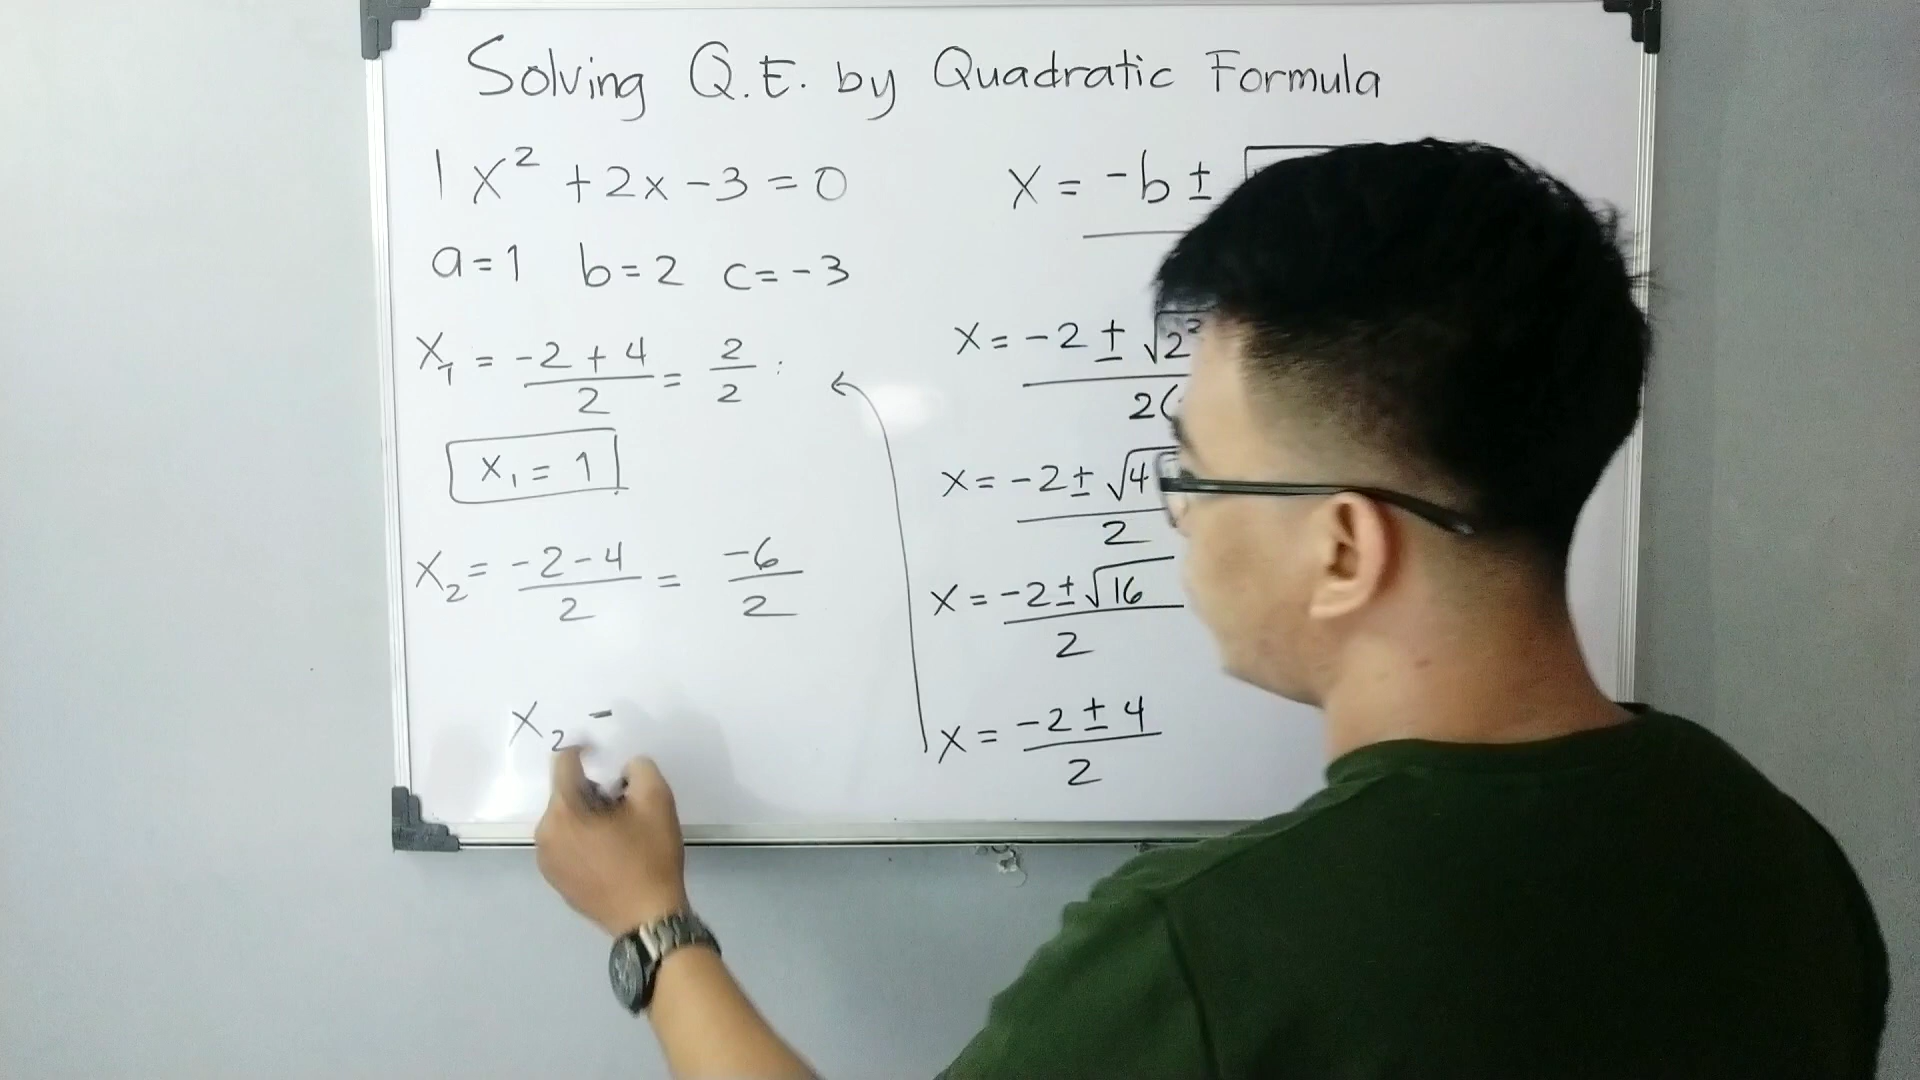 Solving Q.E. by Quadratic Formula
1x² + 2x - 3 = 0
a = 1 b = 2 c = -3
x₁ = (-2 + 4)/2 = 2/2 :
x₁ = 1
x₂ = (-2 - 4)/2 = -6/2
x₂ -
x = -b ±
x = -2 ± √2²
2(
x = -2 ± √4
2
x = (-2 ± √16)/2
x = (-2 ± 4)/2